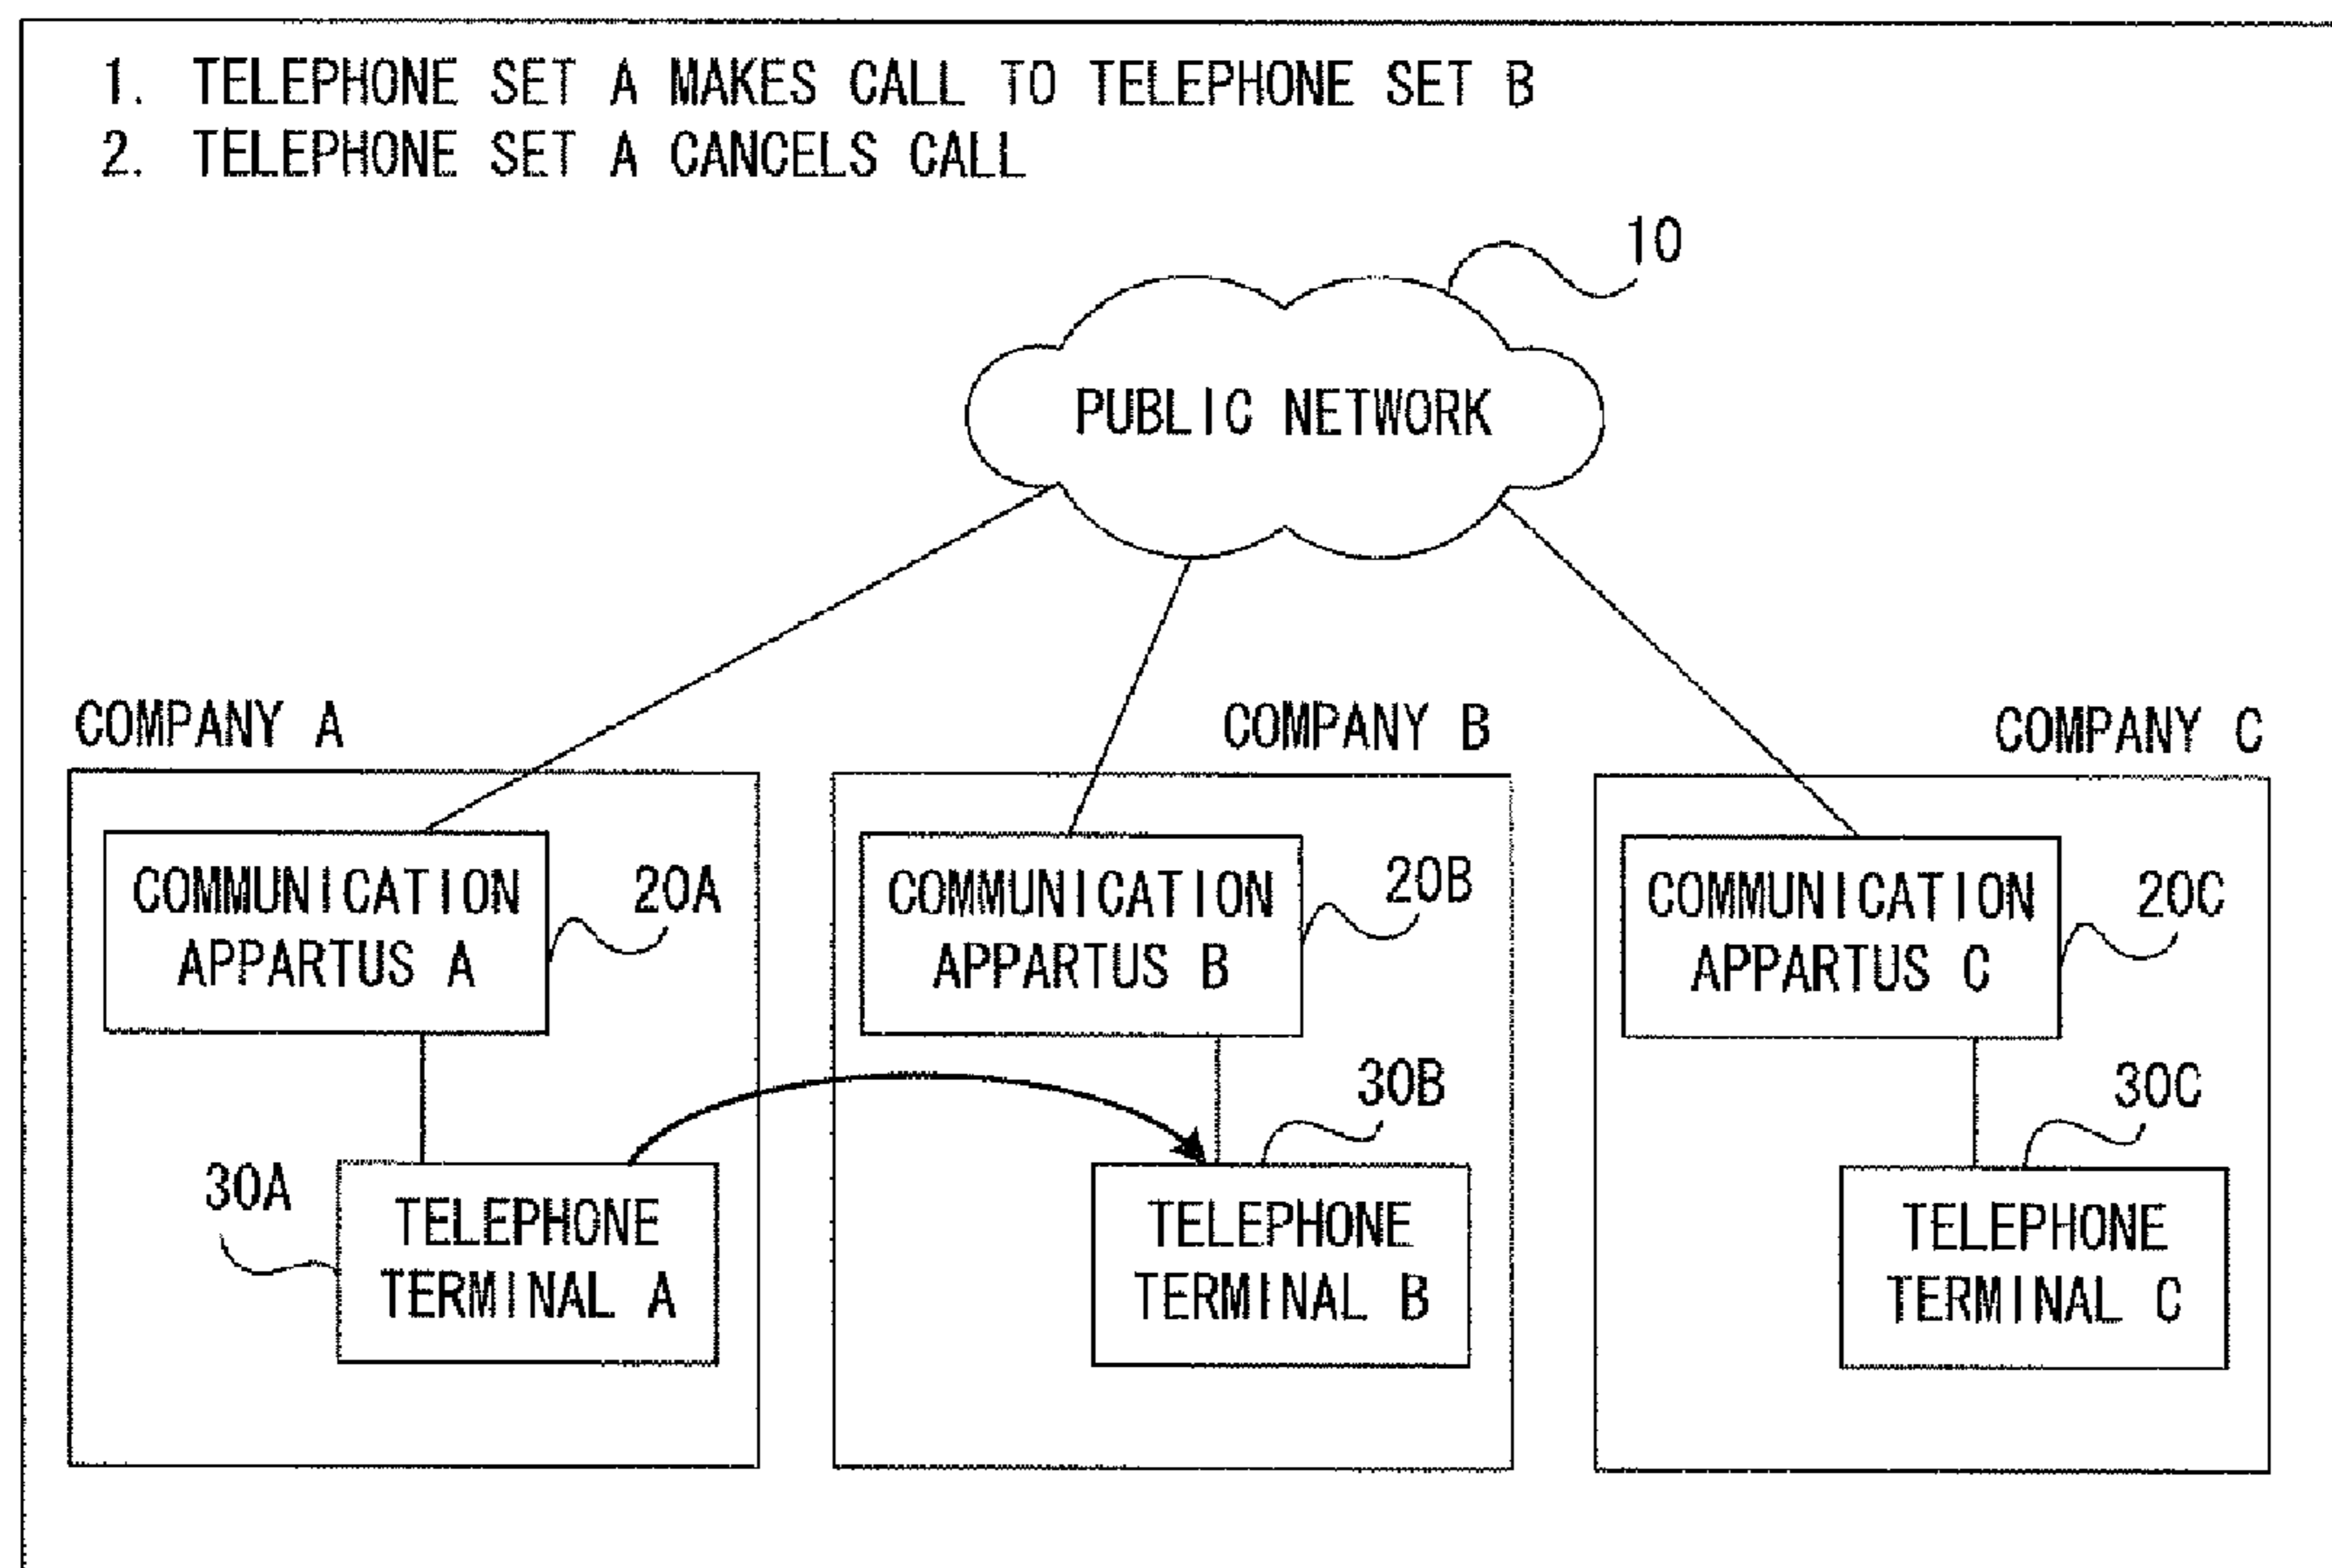 1. TELEPHONE SET A MAKES CALL TO TELEPHONE SET B
2. TELEPHONE SET A CANCELS CALL
10
PUBLIC NETWORK
COMPANY A
COMPANY B
COMPANY C
COMMUNICATION
APPARTUS A
20A
COMMUNICATION
APPARTUS B
20B
COMMUNICATION
APPARTUS C
20C
30A
TELEPHONE
TERMINAL A
30B
TELEPHONE
TERMINAL B
30C
TELEPHONE
TERMINAL C